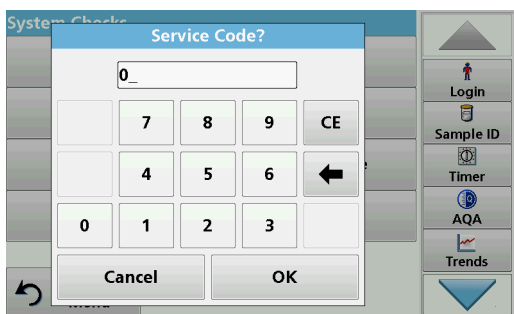 System Checks
Service Code?
0_
7 8 9 CE
4 5 6
0 1 2 3
Cancel OK
Menu
Login
Sample ID
Timer
AQA
Trends